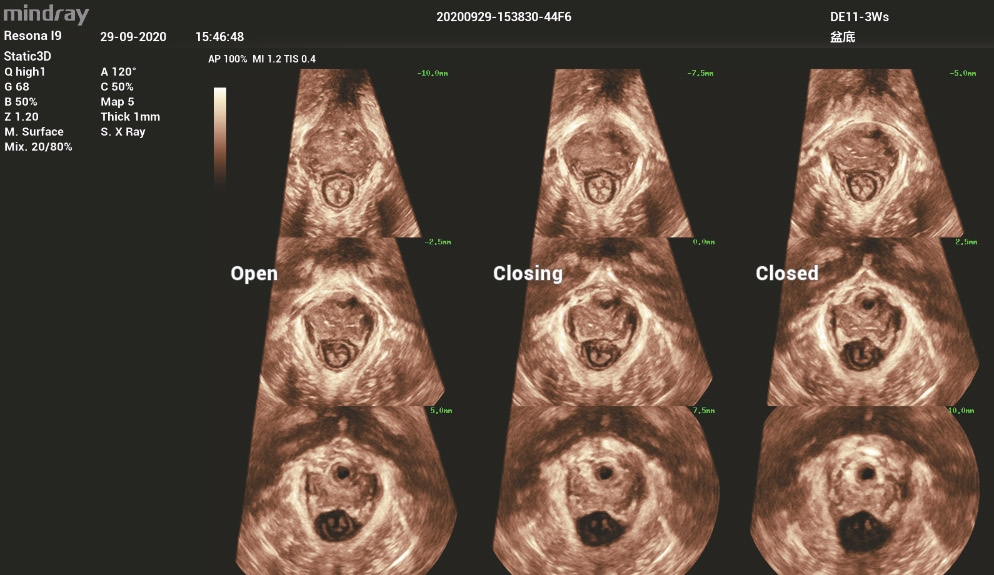 mindray
20200929-153830-44F6
DE11-3Ws
Resona I9
29-09-2020
15:46:48
盆底
Static3D
AP 100% MI 1.2 TIS 0.4
Q high1
A 120°
G 68
C 50%
B 50%
Map 5
Z 1.20
Thick 1mm
M. Surface
S. X Ray
Mix. 20/80%
-10.0mm
-7.5mm
-5.0mm
-2.5mm
0.0mm
2.5mm
Open
Closing
Closed
5.0mm
7.5mm
10.0mm